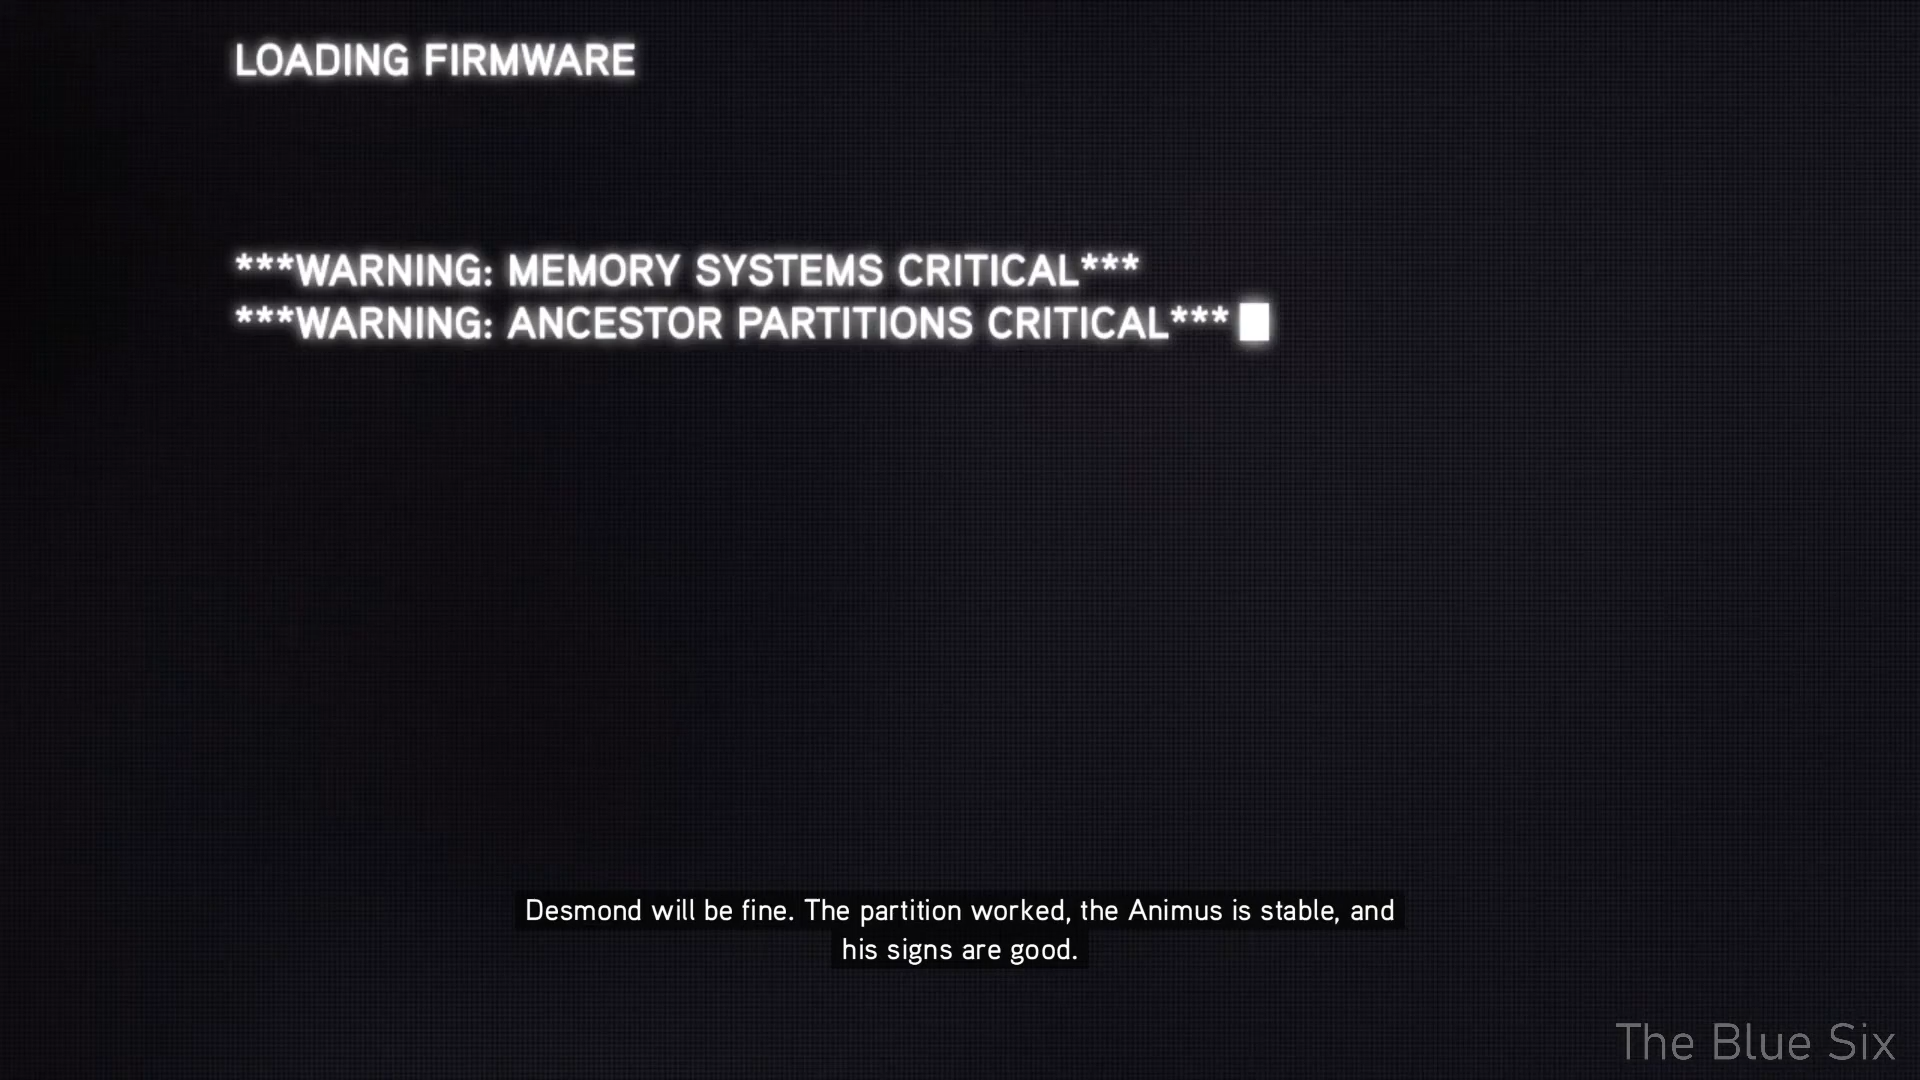 LOADING FIRMWARE
***WARNING: MEMORY SYSTEMS CRITICAL***
***WARNING: ANCESTOR PARTITIONS CRITICAL***
Desmond will be fine. The partition worked, the Animus is stable, and
his signs are good.
The Blue Six